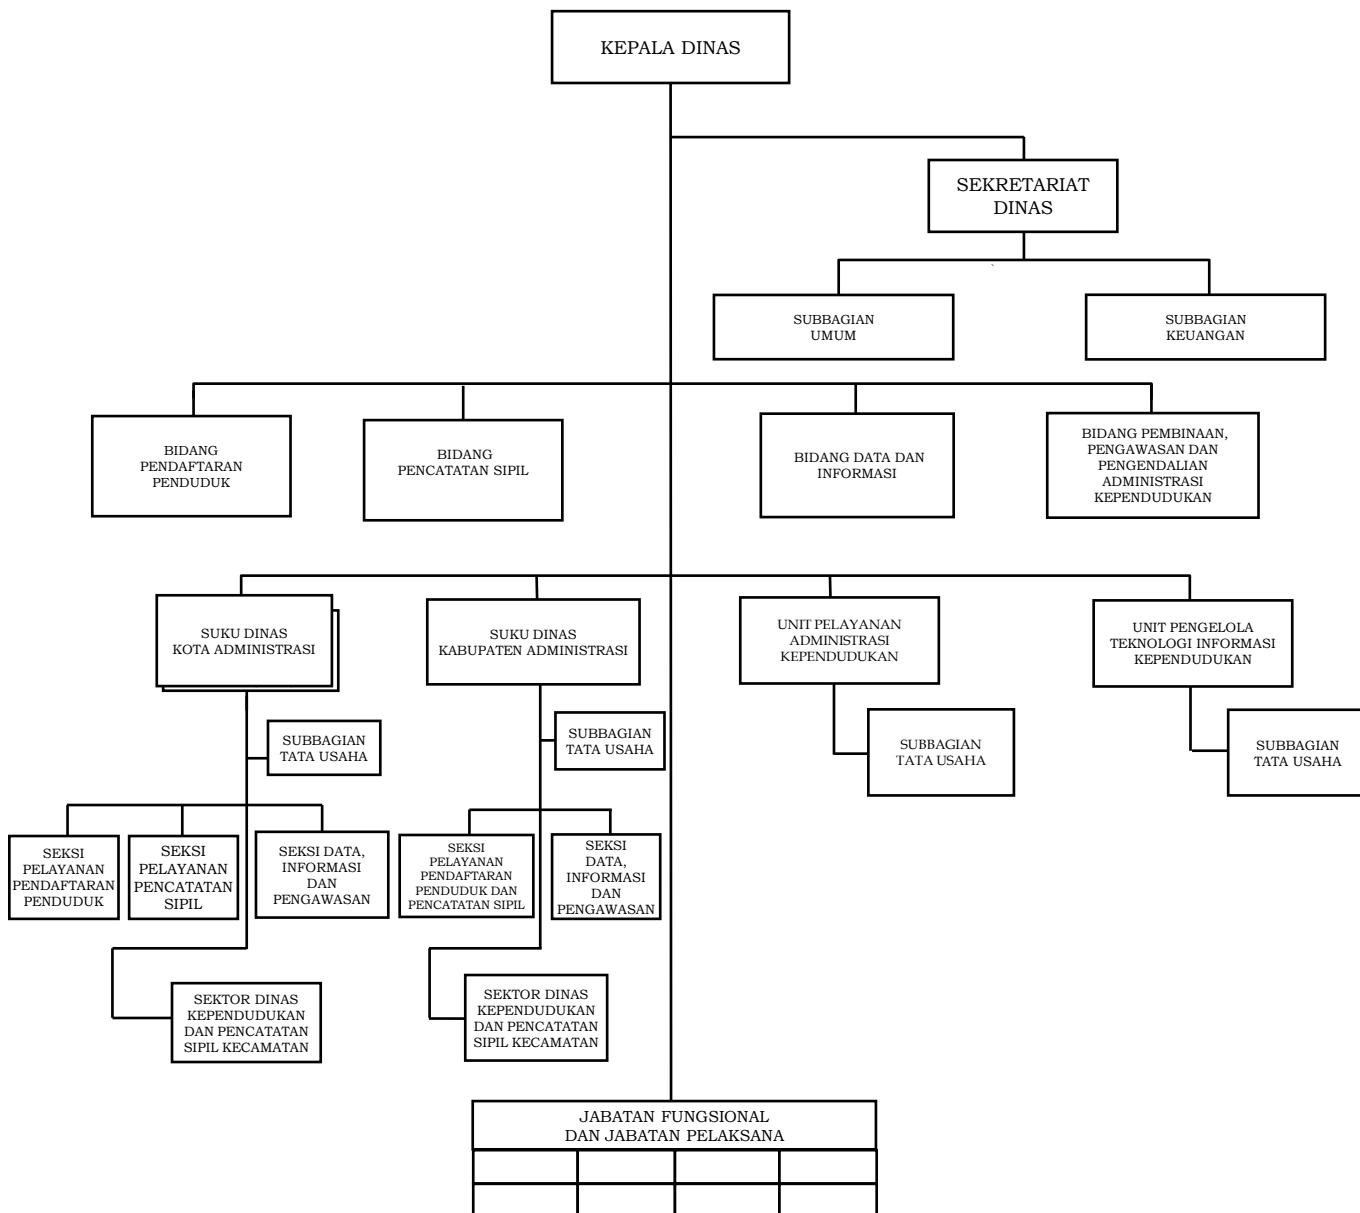 KEPALA DINAS
SEKRETARIAT
DINAS
SUBBAGIAN
UMUM
SUBBAGIAN
KEUANGAN
BIDANG
PENDAFTARAN
PENDUDUK
BIDANG
PENCATATAN SIPIL
BIDANG DATA DAN
INFORMASI
BIDANG PEMBINAAN,
PENGAWASAN DAN
PENGENDALIAN
ADMINISTRASI
KEPENDUDUKAN
SUKU DINAS
KOTA ADMINISTRASI
SUKU DINAS
KABUPATEN ADMINISTRASI
UNIT PELAYANAN
ADMINISTRASI
KEPENDUDUKAN
UNIT PENGELOLA
TEKNOLOGI INFORMASI
KEPENDUDUKAN
SUBBAGIAN
TATA USAHA
SUBBAGIAN
TATA USAHA
SUBBAGIAN
TATA USAHA
SUBBAGIAN
TATA USAHA
SEKSI
PELAYANAN
PENDAFTARAN
PENDUDUK
SEKSI
PELAYANAN
PENCATATAN
SIPIL
SEKSI DATA,
INFORMASI
DAN
PENGAWASAN
SEKSI
PELAYANAN
PENDAFTARAN
PENDUDUK DAN
PENCATATAN SIPIL
SEKSI
DATA,
INFORMASI
DAN
PENGAWASAN
SEKTOR DINAS
KEPENDUDUKAN
DAN PENCATATAN
SIPIL KECAMATAN
SEKTOR DINAS
KEPENDUDUKAN
DAN PENCATATAN
SIPIL KECAMATAN
JABATAN FUNGSIONAL
DAN JABATAN PELAKSANA